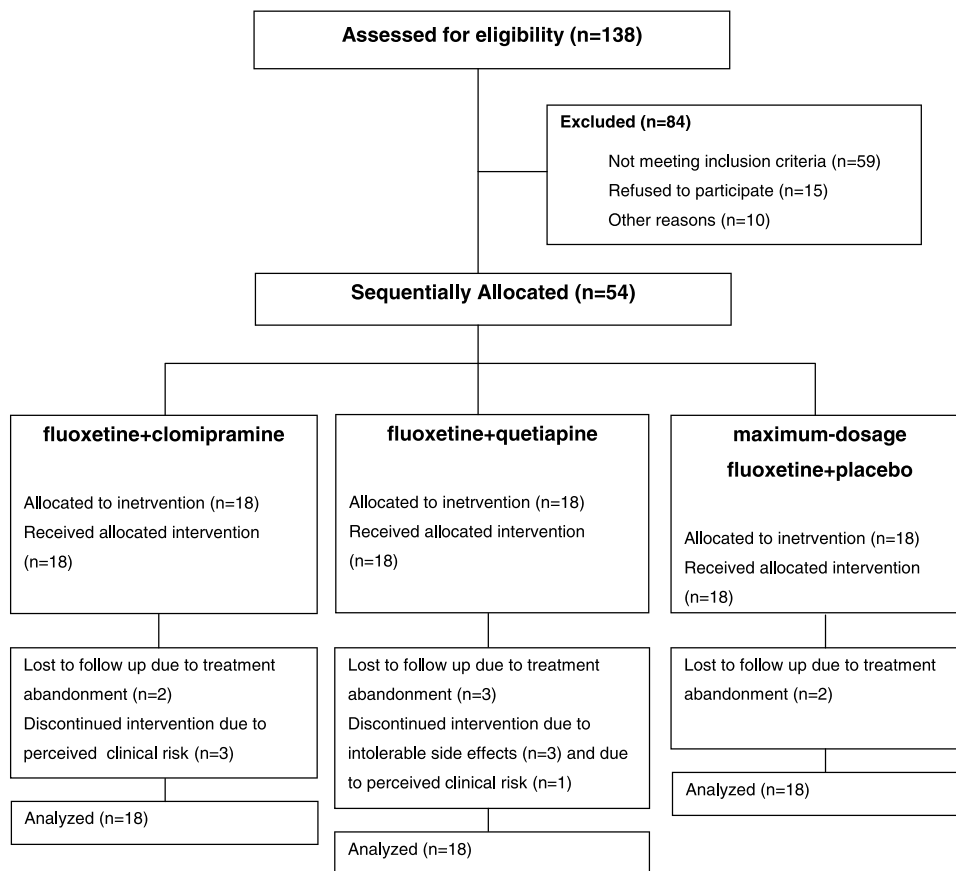 Assessed for eligibility (n=138)
Excluded (n=84)
Not meeting inclusion criteria (n=59)
Refused to participate (n=15)
Other reasons (n=10)
Sequentially Allocated (n=54)
fluoxetine+clomipramine
Allocated to inetrvention (n=18)
Received allocated intervention
(n=18)
fluoxetine+quetiapine
Allocated to inetrvention (n=18)
Received allocated intervention
(n=18)
maximum-dosage
fluoxetine+placebo
Allocated to inetrvention (n=18)
Received allocated intervention
(n=18)
Lost to follow up due to treatment
abandonment (n=2)
Discontinued intervention due to
perceived clinical risk (n=3)
Lost to follow up due to treatment
abandonment (n=3)
Discontinued intervention due to
intolerable side effects (n=3) and due
to perceived clinical risk (n=1)
Lost to follow up due to treatment
abandonment (n=2)
Analyzed (n=18)
Analyzed (n=18)
Analyzed (n=18)